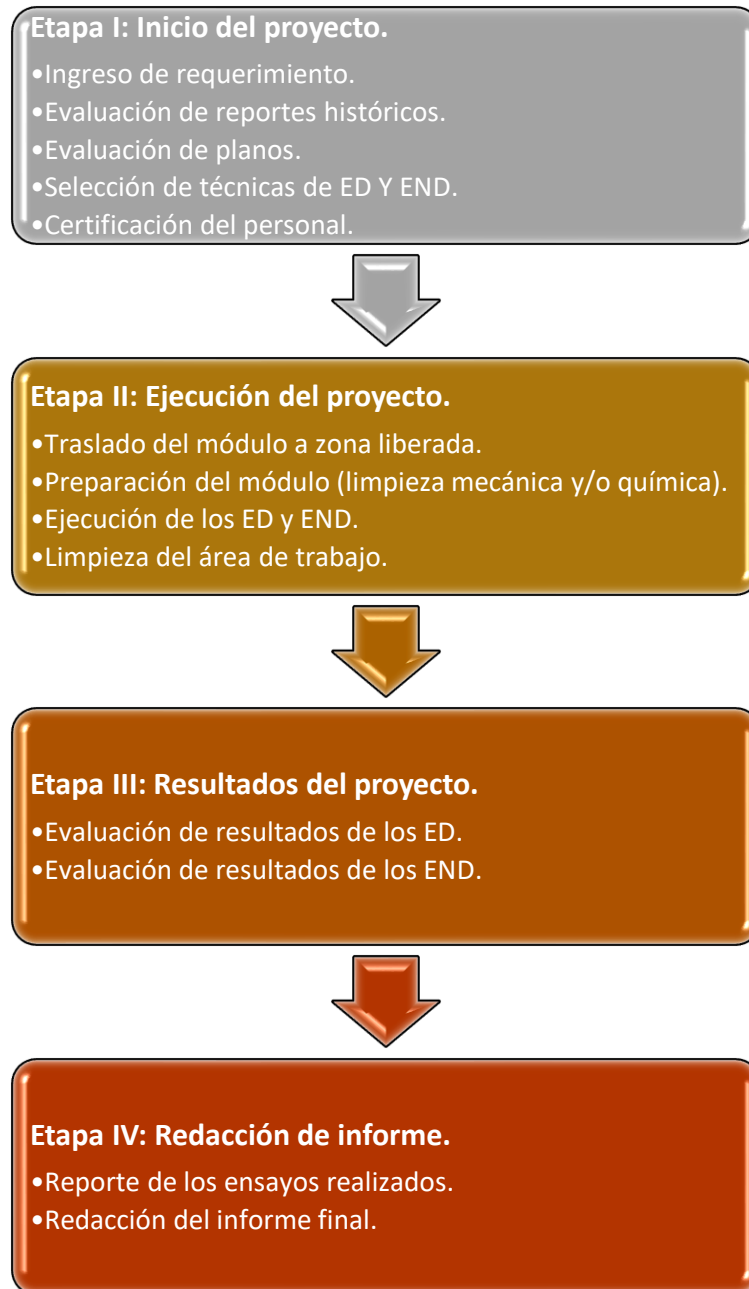 Etapa I: Inicio del proyecto.
•Ingreso de requerimiento.
•Evaluación de reportes históricos.
•Evaluación de planos.
•Selección de técnicas de ED Y END.
•Certificación del personal.
Etapa II: Ejecución del proyecto.
•Traslado del módulo a zona liberada.
•Preparación del módulo (limpieza mecánica y/o química).
•Ejecución de los ED y END.
•Limpieza del área de trabajo.
Etapa III: Resultados del proyecto.
•Evaluación de resultados de los ED.
•Evaluación de resultados de los END.
Etapa IV: Redacción de informe.
•Reporte de los ensayos realizados.
•Redacción del informe final.